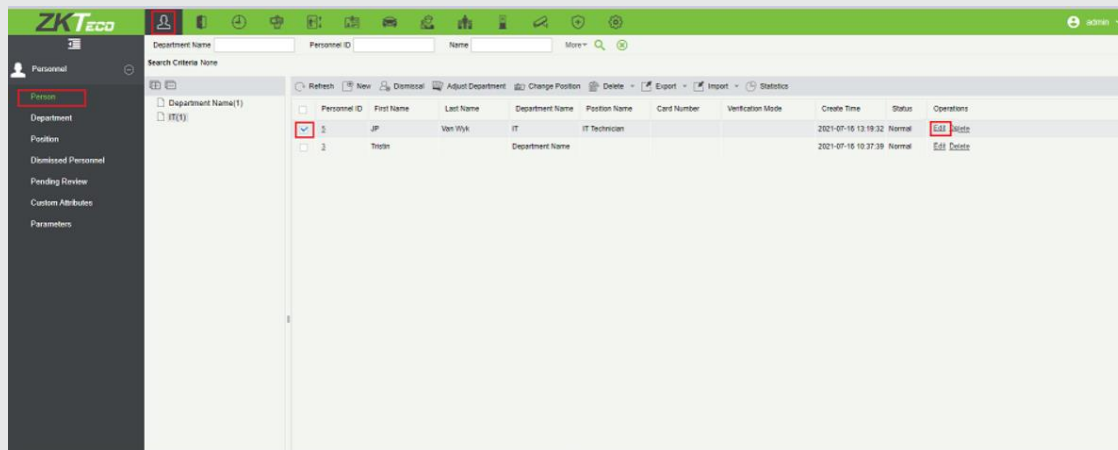 ZKTECO
admin
Department Name
Personnel ID
Name
More
Search Criteria None
Personnel
Person
Department
Position
Dismissed Personnel
Pending Review
Custom Attributes
Parameters
Department Name(1)
IT(1)
Refresh New Dismissal Adjust Department Change Position Delete Export Import Statistics
Personnel ID First Name Last Name Department Name Position Name Card Number Verification Mode Create Time Status Operations
5 JP Van Wyk IT IT Technician 2021-07-16 13:19:32 Normal Edit Delete
3 Tristin Department Name 2021-07-16 10:37:39 Normal Edit Delete